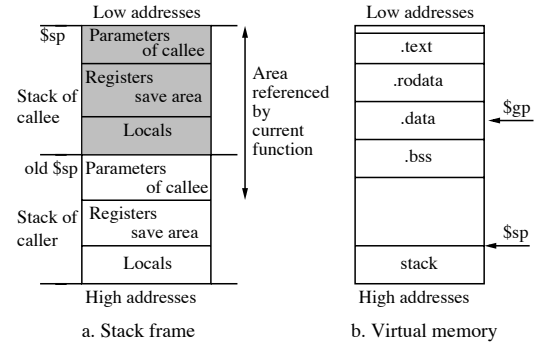 Low addresses
$sp
Parameters
of callee
Registers
save area
Locals
Stack of
callee
Area
referenced
by
current
function
old $sp
Parameters
of callee
Stack of
caller
Registers
save area
Locals
High addresses
a. Stack frame
Low addresses
.text
.rodata
.data
$gp
.bss
$sp
stack
High addresses
b. Virtual memory